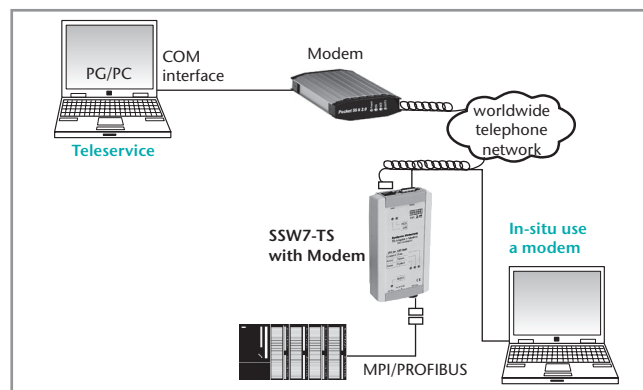 PG/PC
COM
interface
Modem
Teleservice
worldwide
telephone
network
SSW7-TS
with Modem
In-situ use
a modem
MPI/PROFIBUS